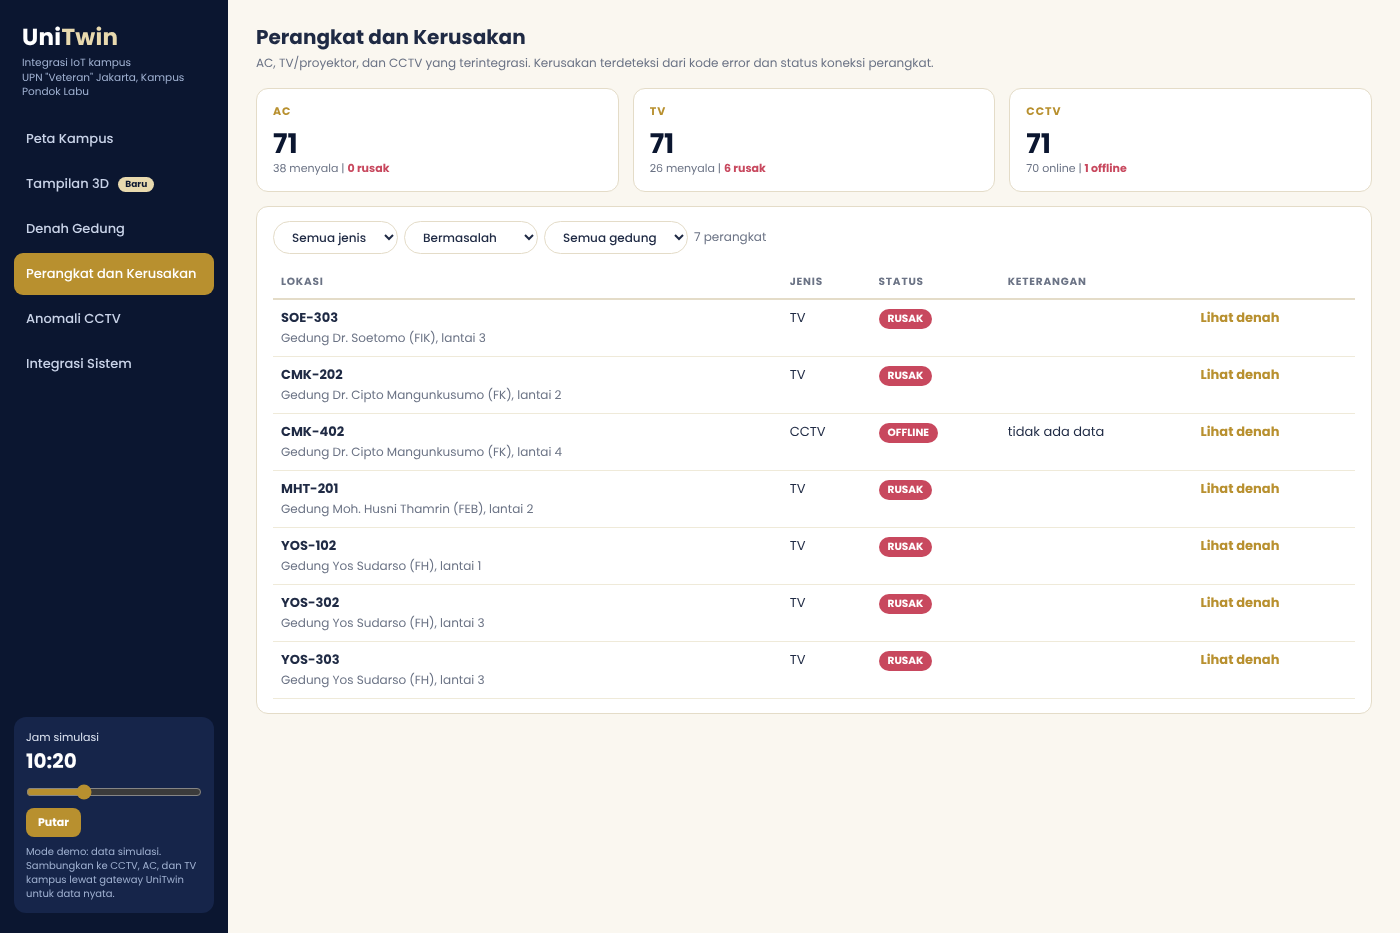 UniTwin
Integrasi IoT kampus
UPN "Veteran" Jakarta, Kampus
Pondok Labu
Peta Kampus
Tampilan 3D Baru
Denah Gedung
Perangkat dan Kerusakan
Anomali CCTV
Integrasi Sistem
Jam simulasi
10:20
Putar
Mode demo: data simulasi.
Sambungkan ke CCTV, AC, dan TV
kampus lewat gateway UniTwin
untuk data nyata.
Perangkat dan Kerusakan
AC, TV/proyektor, dan CCTV yang terintegrasi. Kerusakan terdeteksi dari kode error dan status koneksi perangkat.
AC
71
38 menyala | 0 rusak
TV
71
26 menyala | 6 rusak
CCTV
71
70 online | 1 offline
Semua jenis Bermasalah Semua gedung 7 perangkat
LOKASI JENIS STATUS KETERANGAN
SOE-303 TV RUSAK Lihat denah
Gedung Dr. Soetomo (FIK), lantai 3
CMK-202 TV RUSAK Lihat denah
Gedung Dr. Cipto Mangunkusumo (FK), lantai 2
CMK-402 CCTV OFFLINE tidak ada data Lihat denah
Gedung Dr. Cipto Mangunkusumo (FK), lantai 4
MHT-201 TV RUSAK Lihat denah
Gedung Moh. Husni Thamrin (FEB), lantai 2
YOS-102 TV RUSAK Lihat denah
Gedung Yos Sudarso (FH), lantai 1
YOS-302 TV RUSAK Lihat denah
Gedung Yos Sudarso (FH), lantai 3
YOS-303 TV RUSAK Lihat denah
Gedung Yos Sudarso (FH), lantai 3